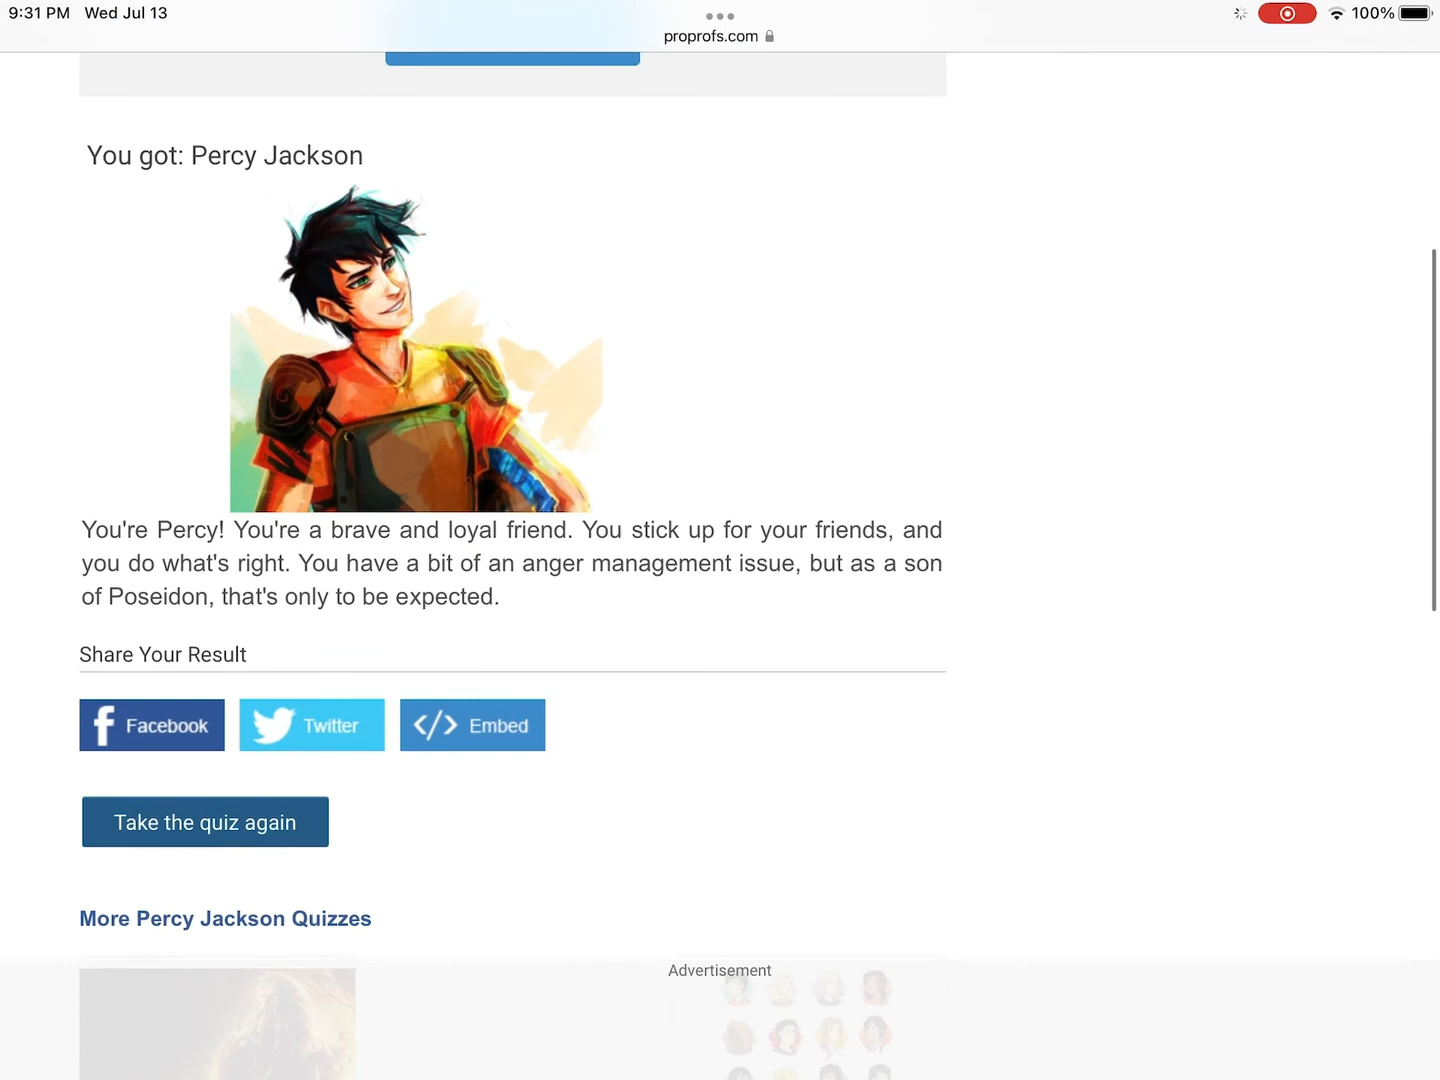 9:31 PM Wed Jul 13
100%
proprofs.com
You got: Percy Jackson
You're Percy! You're a brave and loyal friend. You stick up for your friends, and
you do what's right. You have a bit of an anger management issue, but as a son
of Poseidon, that's only to be expected.
Share Your Result
Facebook
Twitter
Embed
Take the quiz again
More Percy Jackson Quizzes
Advertisement